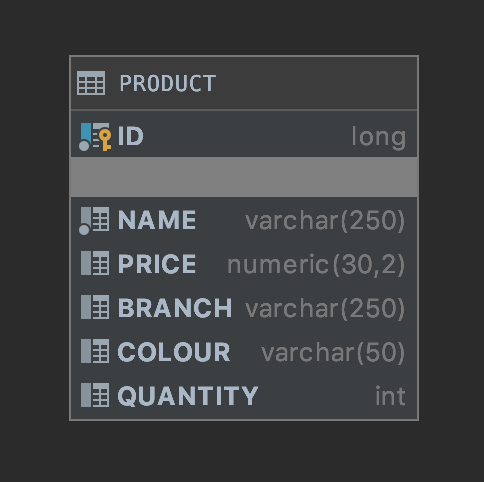 PRODUCT
ID long
NAME varchar(250)
PRICE numeric(30,2)
BRANCH varchar(250)
COLOUR varchar(50)
QUANTITY int